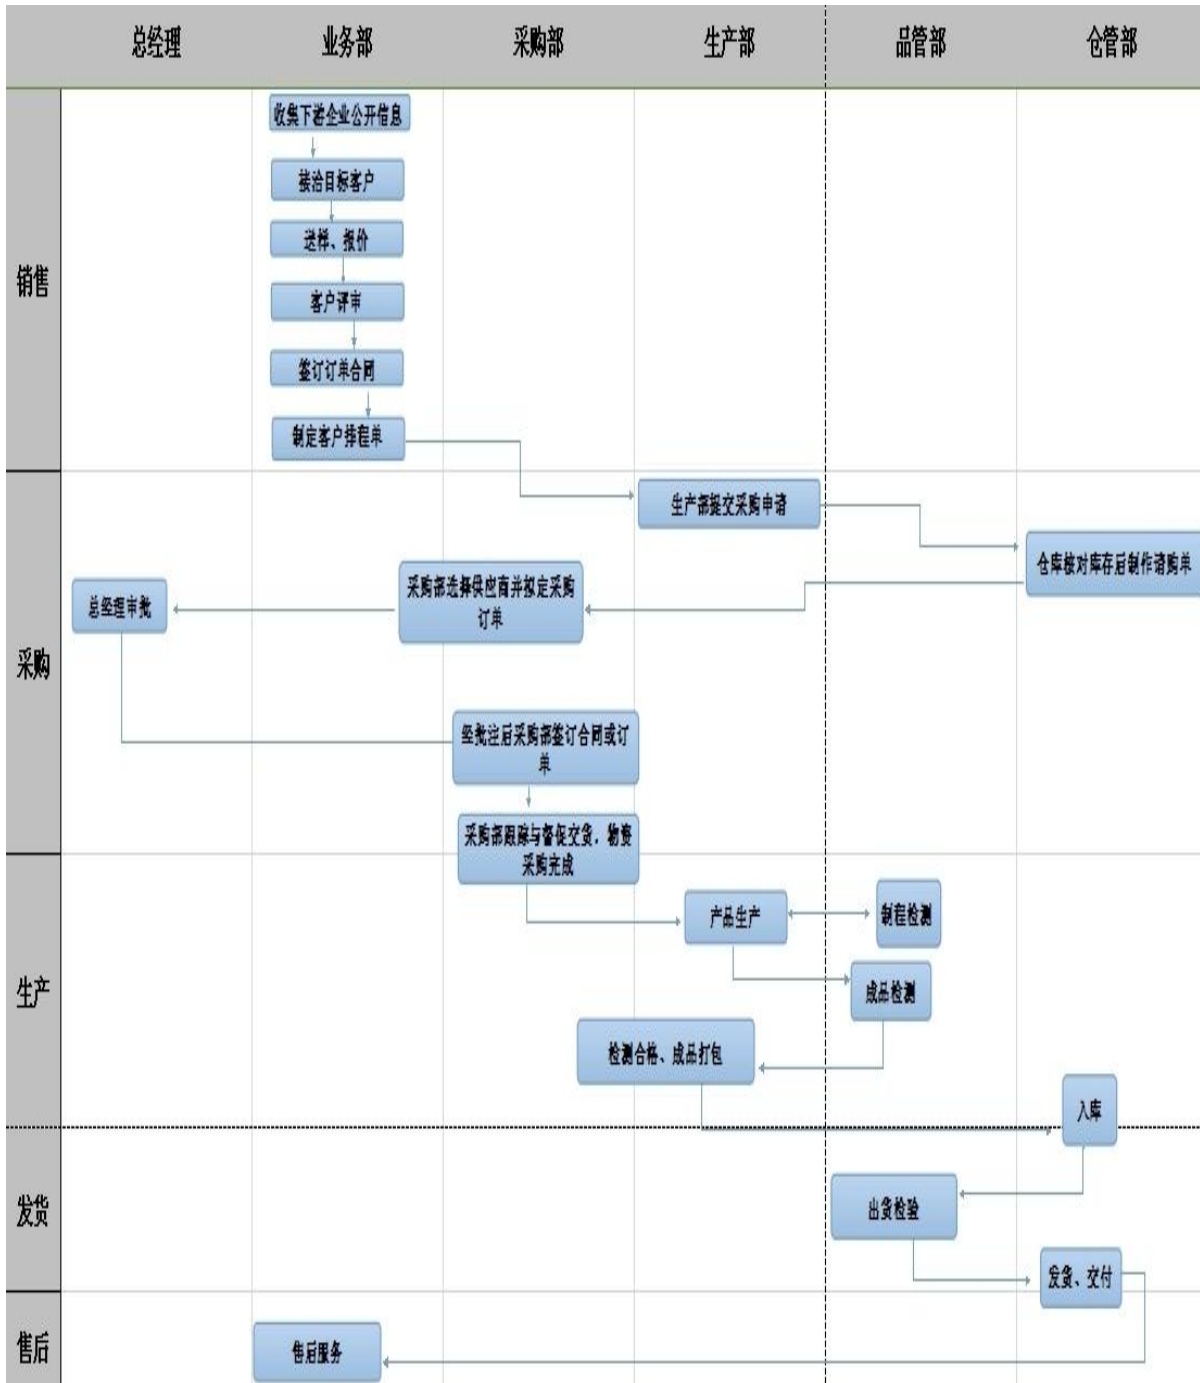 总经理
业务部
采购部
生产部
品管部
仓管部
销售
收集下游企业公开信息
接洽目标客户
送样、报价
客户评审
签订订单合同
制定客户排程单
采购
生产部提交采购申请
仓库核对库存后制作请购单
采购部选择供应商并拟定采购
订单
总经理审批
经批注后采购部签订合同或订
单
采购部跟踪与督促交货，物资
采购完成
生产
产品生产
制程检测
成品检测
检测合格、成品打包
入库
发货
出货检验
发货、交付
售后
售后服务